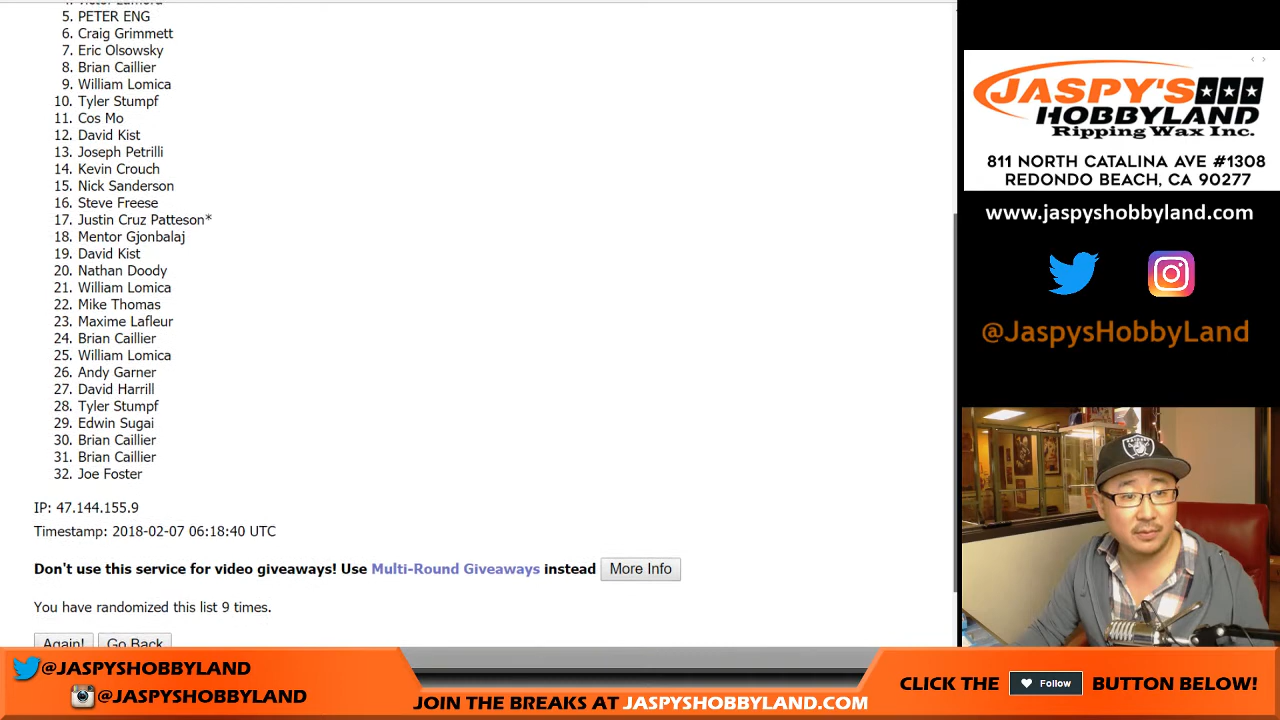 5. PETER ENG
6. Craig Grimmett
7. Eric Olsowsky
8. Brian Caillier
9. William Lomica
10. Tyler Stumpf
11. Cos Mo
12. David Kist
13. Joseph Petrilli
14. Kevin Crouch
15. Nick Sanderson
16. Steve Freese
17. Justin Cruz Patteson*
18. Mentor Gjonbalaj
19. David Kist
20. Nathan Doody
21. William Lomica
22. Mike Thomas
23. Maxime Lafleur
24. Brian Caillier
25. William Lomica
26. Andy Garner
27. David Harrill
28. Tyler Stumpf
29. Edwin Sugai
30. Brian Caillier
31. Brian Caillier
32. Joe Foster
IP: 47.144.155.9
Timestamp: 2018-02-07 06:18:40 UTC
Don't use this service for video giveaways! Use Multi-Round Giveaways instead More Info
You have randomized this list 9 times.
Again! Go Back
JASPY'S
HOBBYLAND
Ripping Wax Inc.
811 NORTH CATALINA AVE #1308
REDONDO BEACH, CA 90277
www.jaspyshobbyland.com
@JaspysHobbyLand
RAIDERS
@JASPYSHOBBYLAND
@JASPYSHOBBYLAND
JOIN THE BREAKS AT JASPYSHOBBYLAND.COM
CLICK THE Follow BUTTON BELOW!